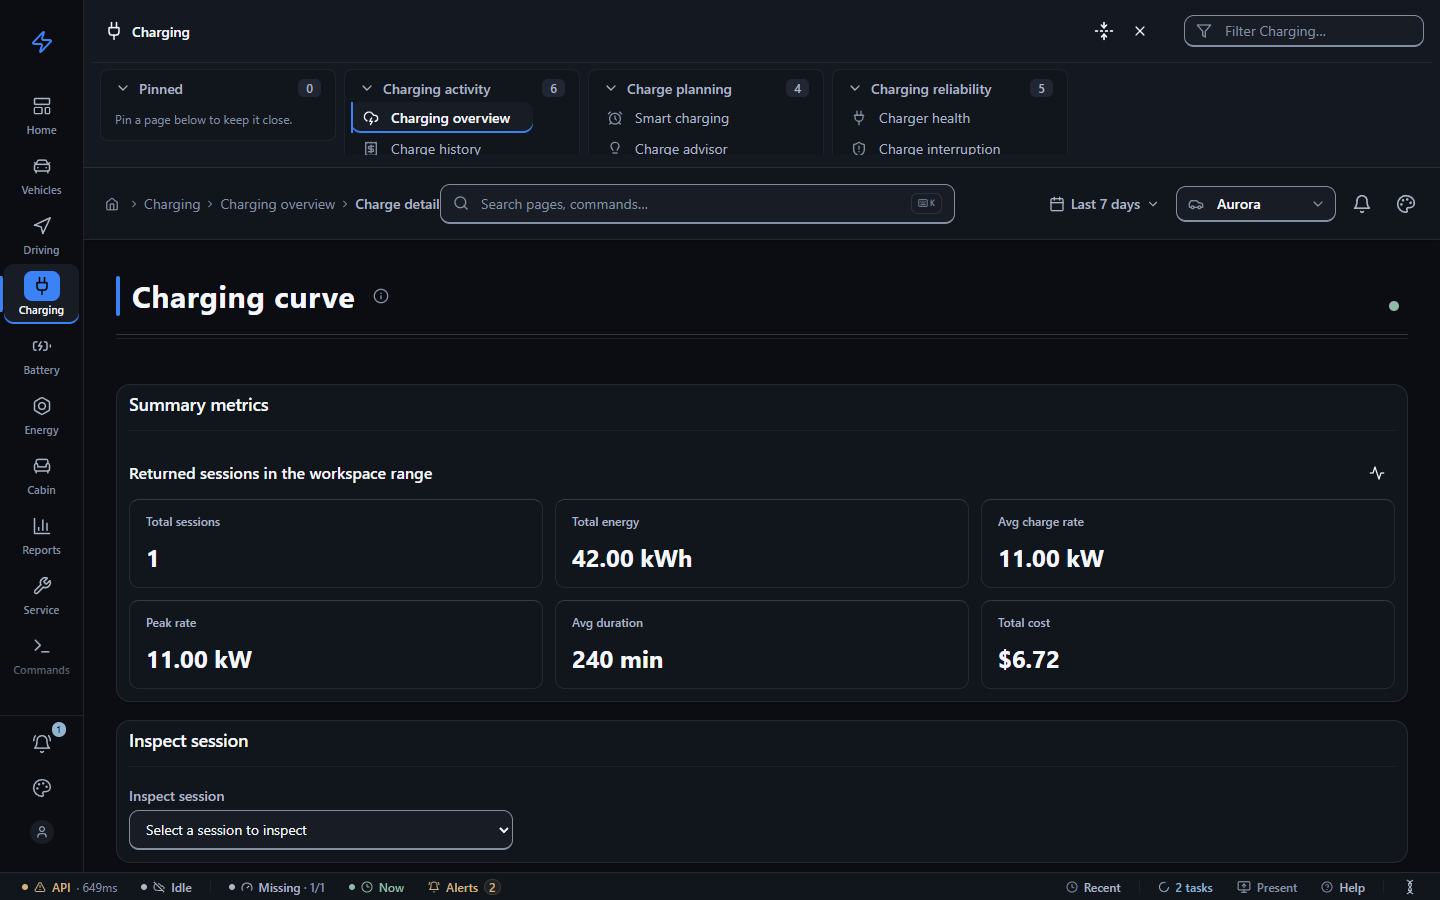 Charging
Filter Charging...
Home
Vehicles
Driving
Charging
Battery
Energy
Cabin
Reports
Service
Commands
1
Pinned 0
Pin a page below to keep it close.
Charging activity 6
Charging overview
Charge history
Charge planning 4
Smart charging
Charge advisor
Charging reliability 5
Charger health
Charge interruption
Charging > Charging overview > Charge detail
Search pages, commands... K
Last 7 days
Aurora
Charging curve
Summary metrics
Returned sessions in the workspace range
Total sessions
1
Total energy
42.00 kWh
Avg charge rate
11.00 kW
Peak rate
11.00 kW
Avg duration
240 min
Total cost
$6.72
Inspect session
Inspect session
Select a session to inspect
API · 649ms
Idle
Missing · 1/1
Now
Alerts 2
Recent
2 tasks
Present
Help